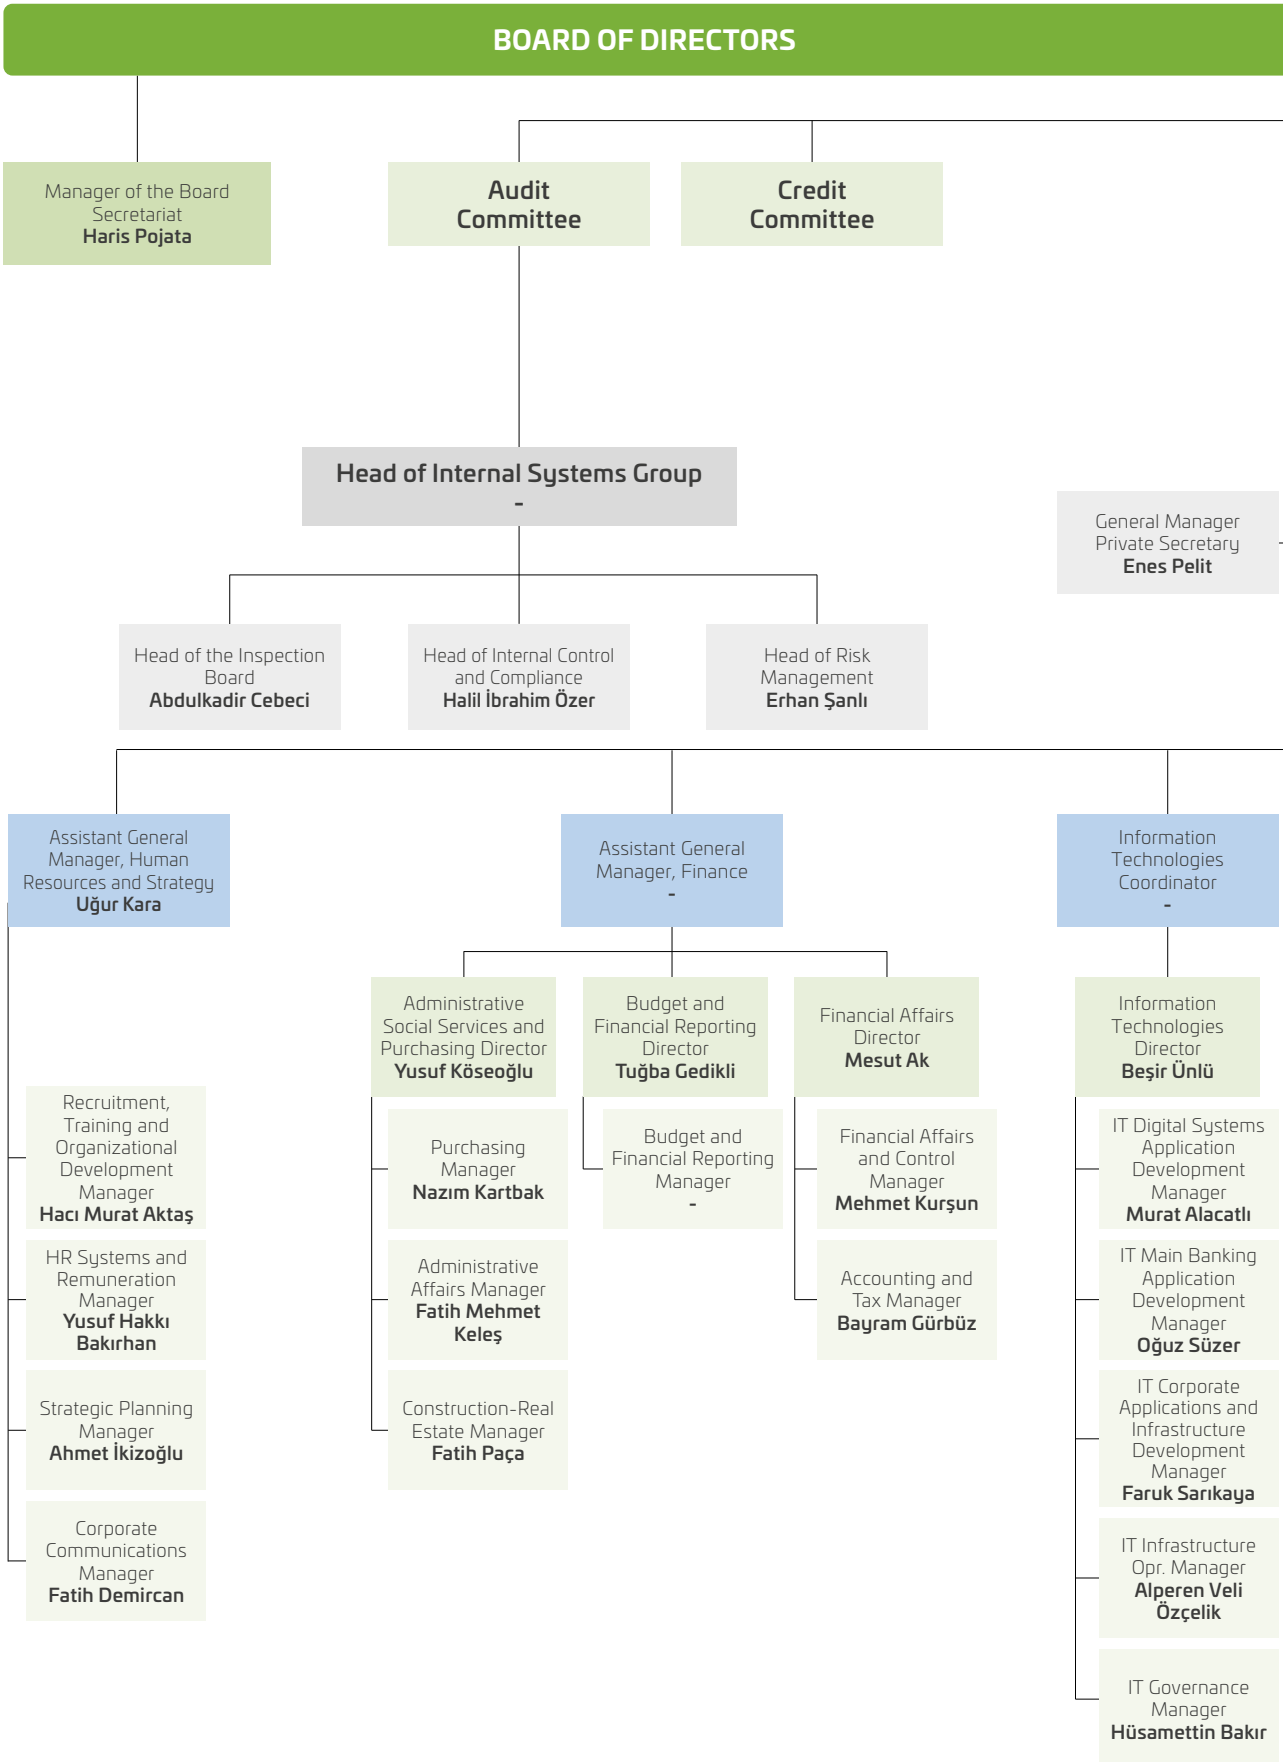 BOARD OF DIRECTORS
Manager of the Board
Secretariat
Haris Pojata
Audit
Committee
Credit
Committee
Head of Internal Systems Group
-
General Manager
Private Secretary
Enes Pelit
Head of the Inspection
Board
Abdulkadir Cebeci
Head of Internal Control
and Compliance
Halil İbrahim Özer
Head of Risk
Management
Erhan Şanlı
Assistant General
Manager, Human
Resources and Strategy
Uğur Kara
Assistant General
Manager, Finance
-
Information
Technologies
Coordinator
-
Administrative
Social Services and
Purchasing Director
Yusuf Köseoğlu
Budget and
Financial Reporting
Director
Tuğba Gedikli
Financial Affairs
Director
Mesut Ak
Information
Technologies
Director
Beşir Ünlü
Recruitment,
Training and
Organizational
Development
Manager
Hacı Murat Aktaş
HR Systems and
Remuneration
Manager
Yusuf Hakkı
Bakırhan
Strategic Planning
Manager
Ahmet İkizoğlu
Corporate
Communications
Manager
Fatih Demircan
Purchasing
Manager
Nazım Kartbak
Administrative
Affairs Manager
Fatih Mehmet
Keleş
Construction-Real
Estate Manager
Fatih Paça
Budget and
Financial Reporting
Manager
-
Financial Affairs
and Control
Manager
Mehmet Kurşun
Accounting and
Tax Manager
Bayram Gürbüz
IT Digital Systems
Application
Development
Manager
Murat Alacatlı
IT Main Banking
Application
Development
Manager
Oğuz Süzer
IT Corporate
Applications and
Infrastructure
Development
Manager
Faruk Sarıkaya
IT Infrastructure
Opr. Manager
Alperen Veli
Özçelik
IT Governance
Manager
Hüsamettin Bakır